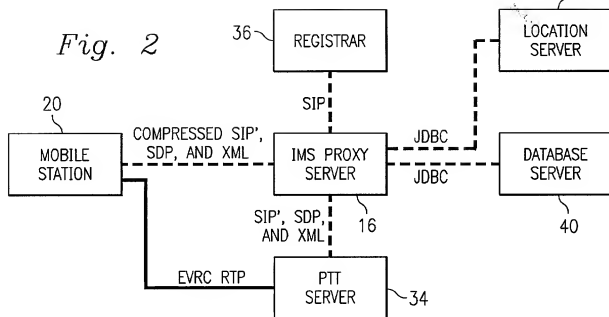 Fig. 2
36
REGISTRAR
LOCATION
SERVER
SIP
20
COMPRESSED SIP',
SDP, AND XML
JDBC
MOBILE
STATION
IMS PROXY
SERVER
DATABASE
SERVER
JDBC
16
40
SIP', SDP,
AND XML
EVRC RTP
PTT
SERVER
34